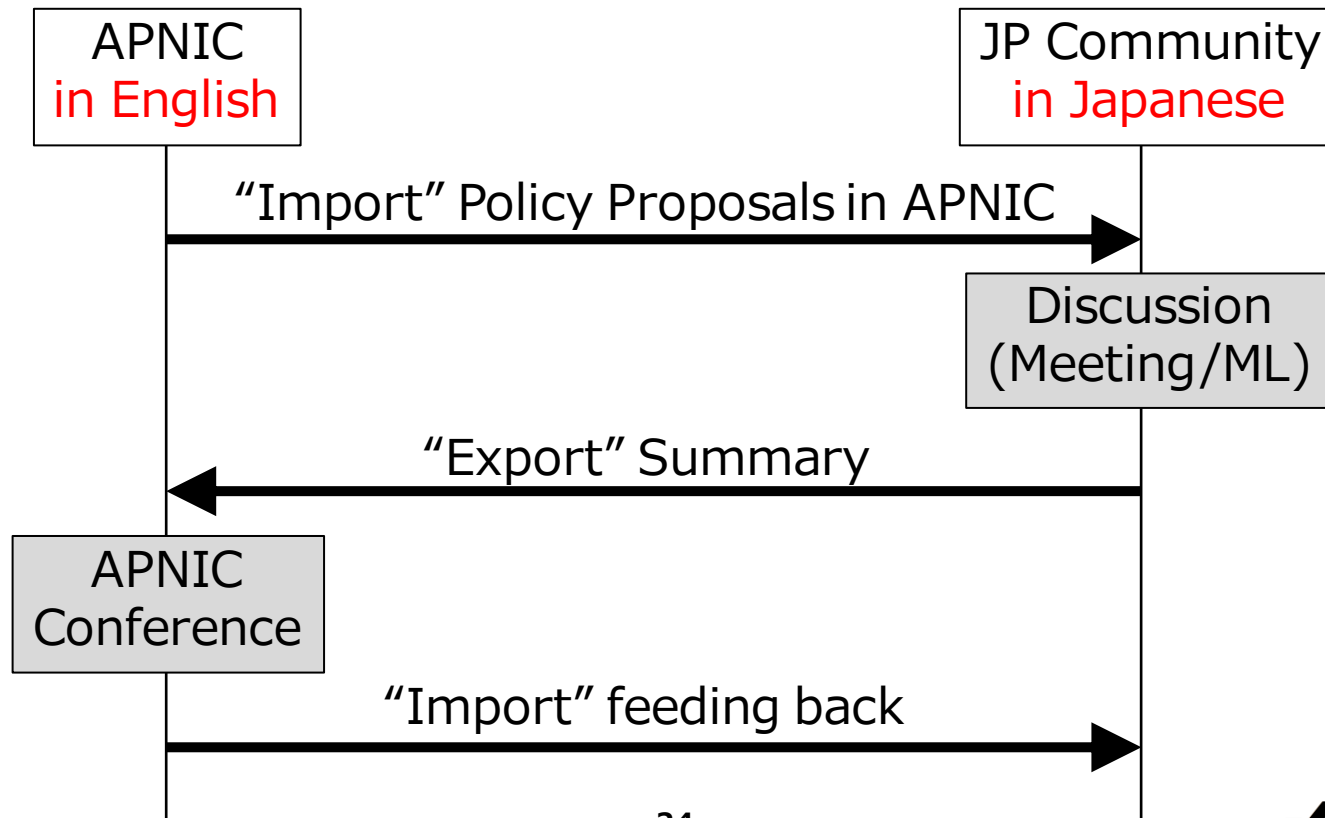 APNIC
in English
JP Community
in Japanese
“Import” Policy Proposals in APNIC
Discussion
(Meeting/ML)
“Export” Summary
APNIC
Conference
“Import” feeding back